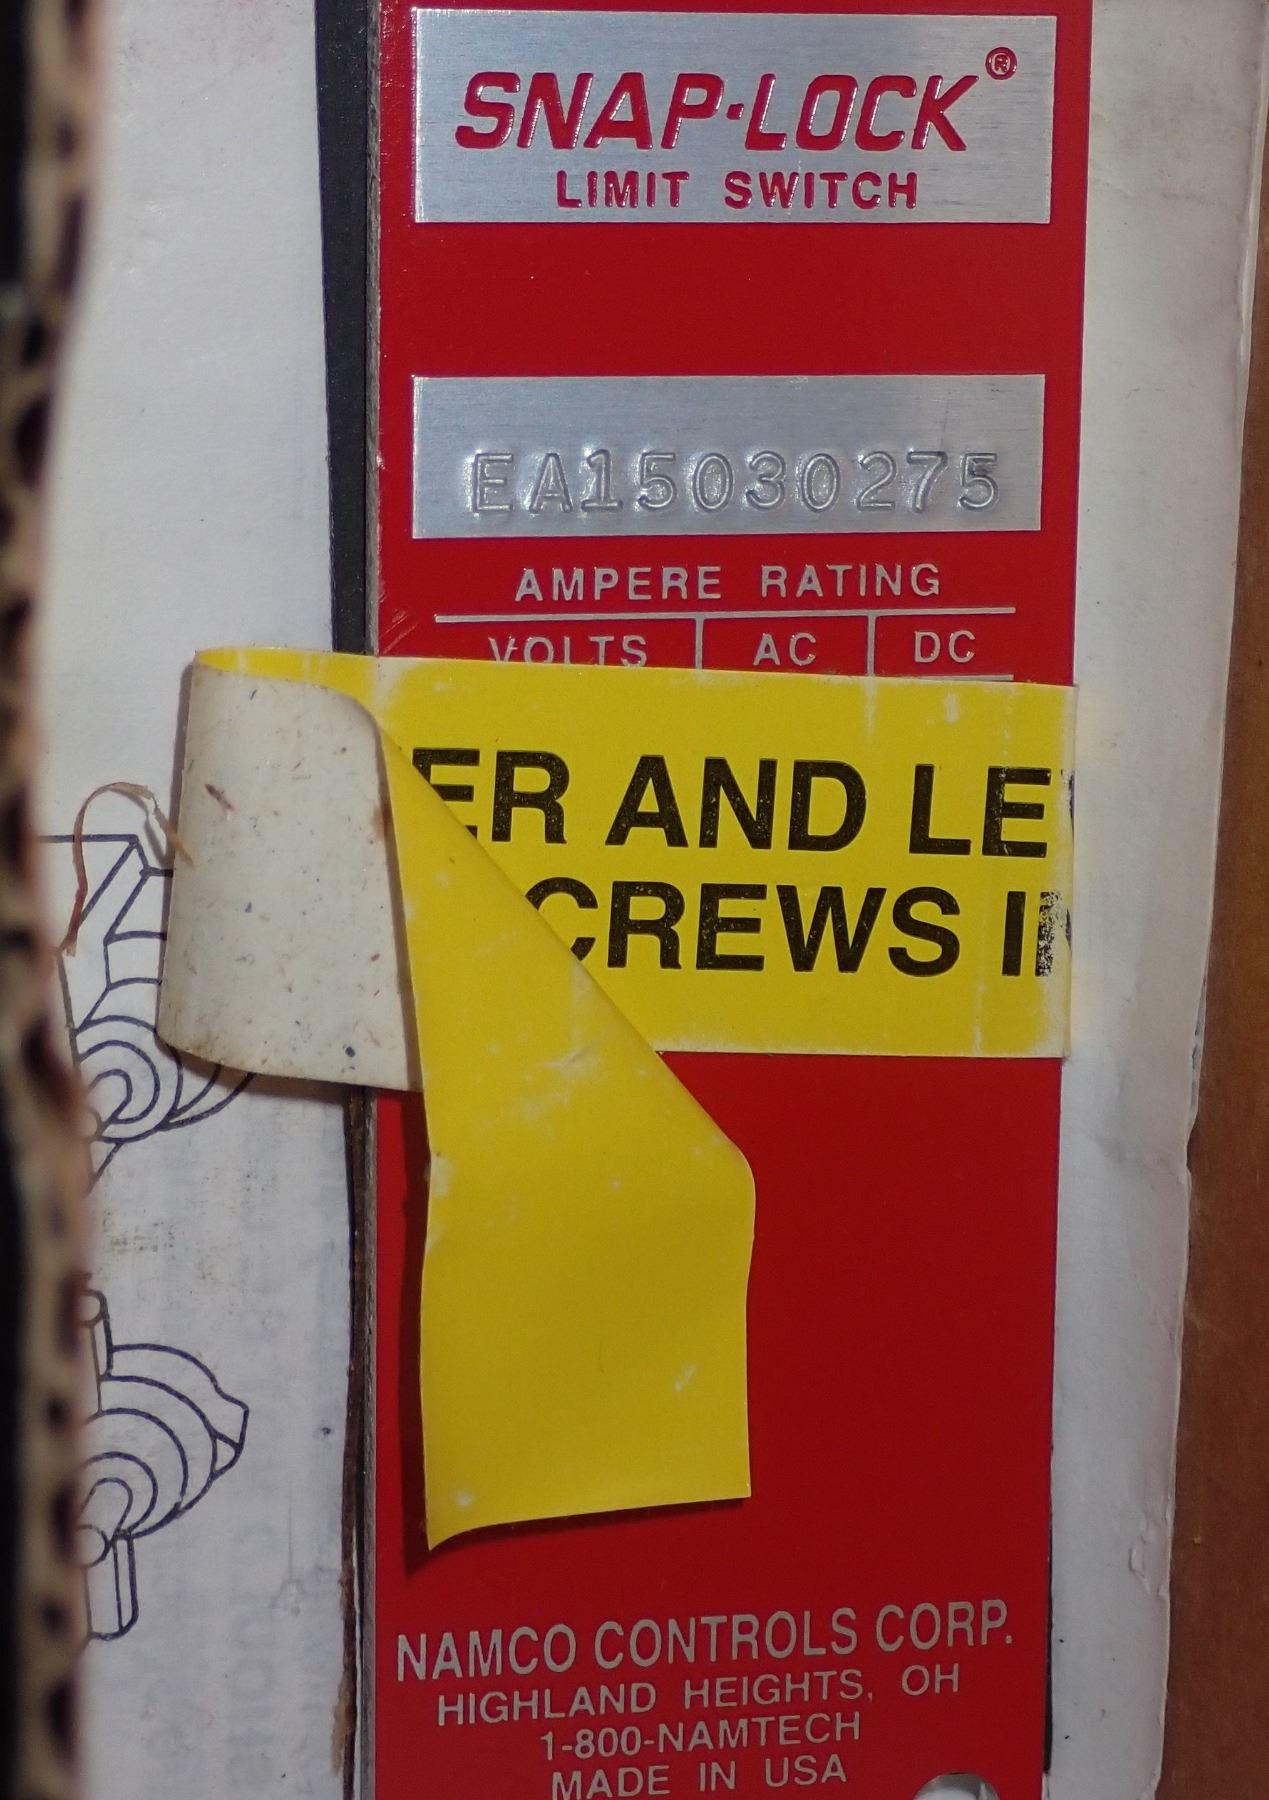 SNAP·LOCK®
LIMIT SWITCH
EA15030275
AMPERE RATING
VOLTS AC DC
ER AND LE
CREWS IN
NAMCO CONTROLS CORP.
HIGHLAND HEIGHTS, OH
1-800-NAMTECH
MADE IN USA